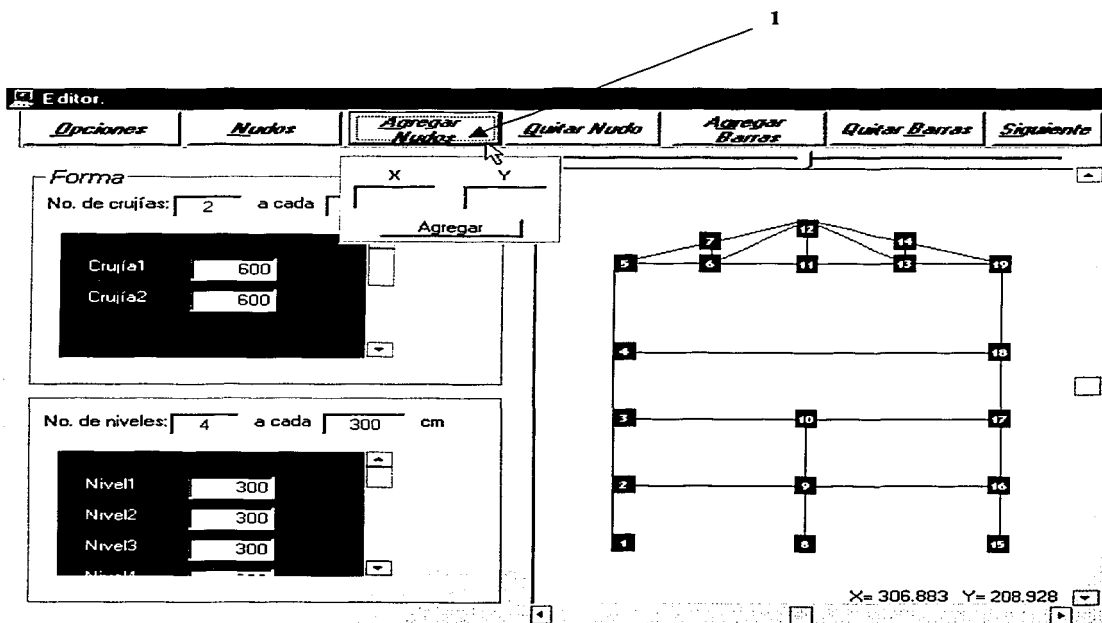 1
Editor.
Opciones Nudos Agregar Nudos Quitar Nudo Agregar Barras Quitar Barras Siguiente
X Y
Agregar
Forma
No. de crujías: 2 a cada
Crujía1 600
Crujía2 600
No. de niveles: 4 a cada 300 cm
Nivel1 300
Nivel2 300
Nivel3 300
Nivel4
12
7 14
5 6 11 13 19
4 18
3 10 17
2 9 16
1 8 15
X= 306.883 Y= 208.928